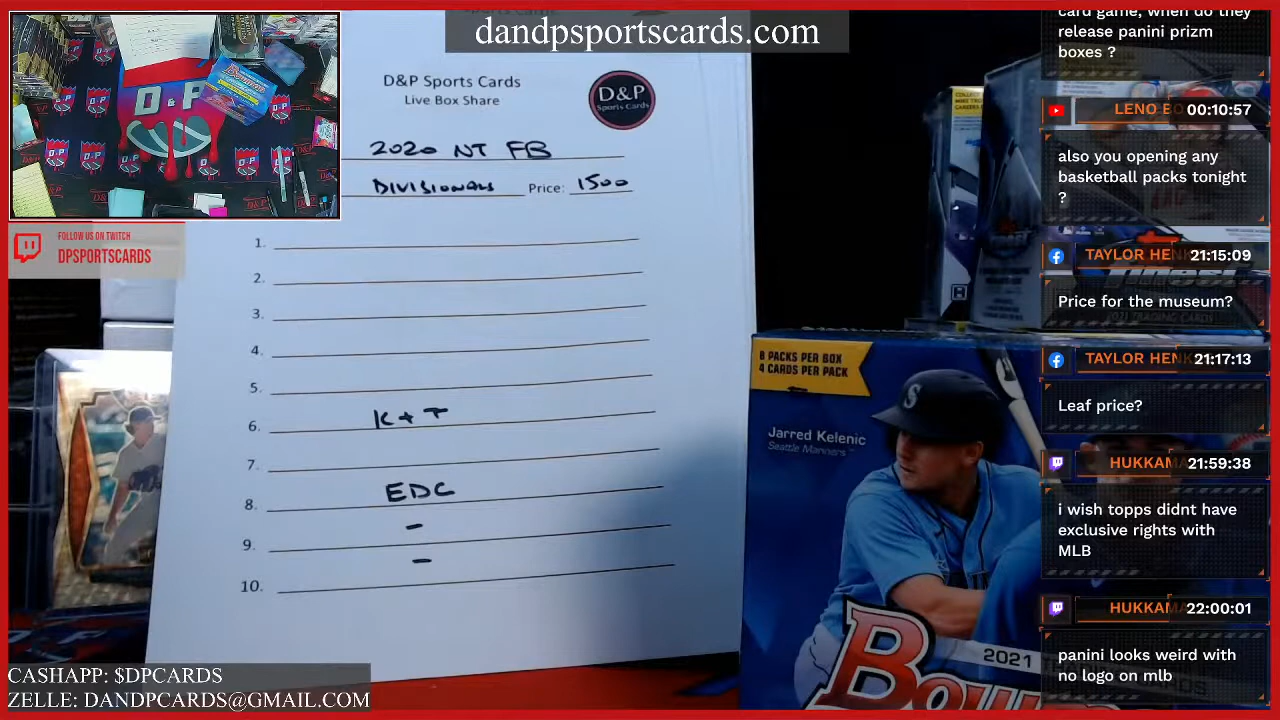 dandpsportscards.com
D&P Sports Cards
Live Box Share
D&P
Sports Cards
2020 NT FB
DIVISIONALS Price: 1500
1.
2.
3.
4.
5.
6. K + T
7.
8. EDC
9. -
10. -
D & P
FOLLOW US ON TWITCH
DPSPORTSCARDS
8 PACKS PER BOX
4 CARDS PER PACK
Jarred Kelenic
Seattle Mariners™
2021
CASHAPP: $DPCARDS
ZELLE: DANDPCARDS@GMAIL.COM
card game, when do they
release panini prizm
boxes ?
LENO 00:10:57
also you opening any
basketball packs tonight
?
TAYLOR 21:15:09
Price for the museum?
TAYLOR 21:17:13
Leaf price?
21:59:38
i wish topps didnt have
exclusive rights with
MLB
22:00:01
panini looks weird with
no logo on mlb